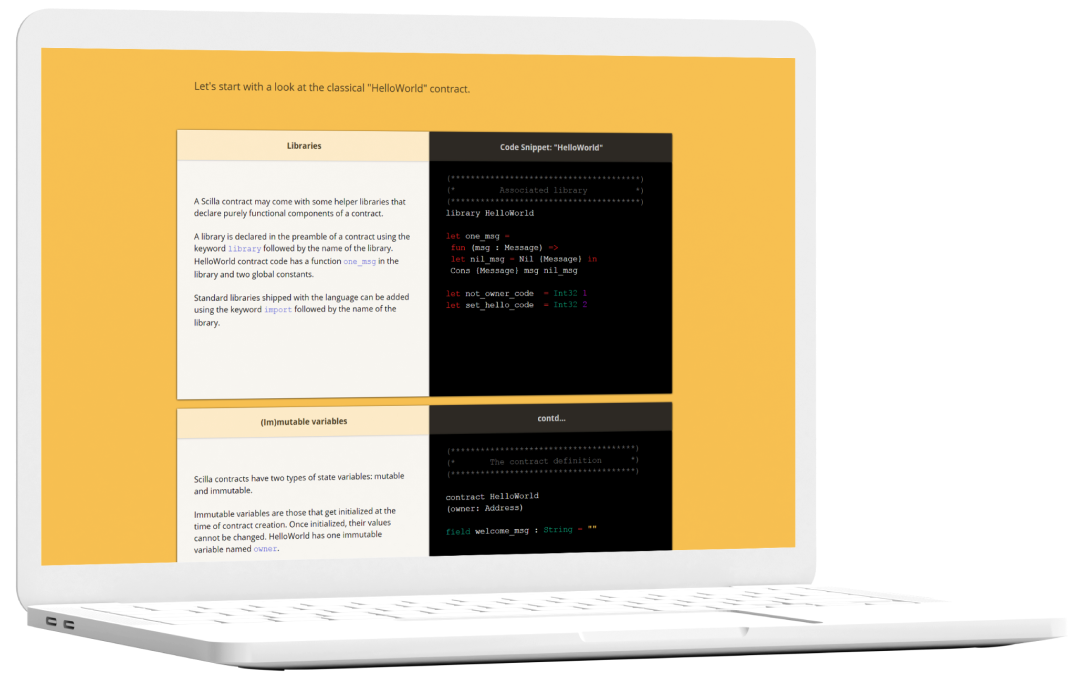 Let's start with a look at the classical "HelloWorld" contract.
Libraries
A Scilla contract may come with some helper libraries that
declare purely functional components of a contract.
A library is declared in the preamble of a contract using the
keyword library followed by the name of the library.
HelloWorld contract code has a function one_msg in the
library and two global constants.
Standard libraries shipped with the language can be added
using the keyword import followed by the name of the
library.
Code Snippet: "HelloWorld"
(***************************************)
(* Associated library *)
(***************************************)
library HelloWorld
let one_msg =
fun (msg : Message) =>
let nil_msg = Nil {Message} in
Cons {Message} msg nil_msg
let not_owner_code = Int32 1
let set_hello_code = Int32 2
(Im)mutable variables
Scilla contracts have two types of state variables: mutable
and immutable.
Immutable variables are those that get initialized at the
time of contract creation. Once initialized, their values
cannot be changed. HelloWorld has one immutable
variable named owner.
contd...
(***************************************)
(* The contract definition *)
(***************************************)
contract HelloWorld
(owner: Address)
field welcome_msg : String = ""